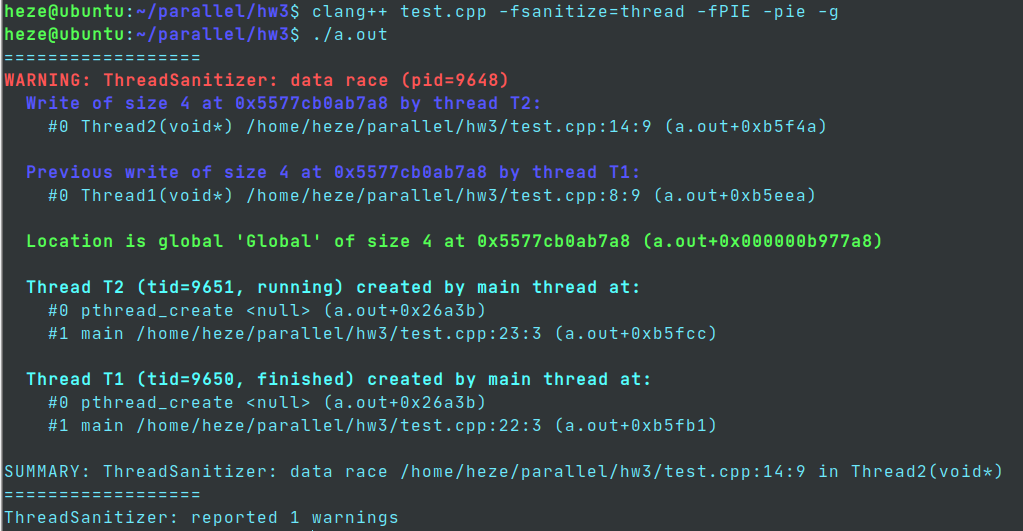 heze@ubuntu:~/parallel/hw3$ clang++ test.cpp -fsanitize=thread -fPIE -pie -g
heze@ubuntu:~/parallel/hw3$ ./a.out
==================
WARNING: ThreadSanitizer: data race (pid=9648)
  Write of size 4 at 0x5577cb0ab7a8 by thread T2:
    #0 Thread2(void*) /home/heze/parallel/hw3/test.cpp:14:9 (a.out+0xb5f4a)

  Previous write of size 4 at 0x5577cb0ab7a8 by thread T1:
    #0 Thread1(void*) /home/heze/parallel/hw3/test.cpp:8:9 (a.out+0xb5eea)

  Location is global 'Global' of size 4 at 0x5577cb0ab7a8 (a.out+0x000000b977a8)

  Thread T2 (tid=9651, running) created by main thread at:
    #0 pthread_create <null> (a.out+0x26a3b)
    #1 main /home/heze/parallel/hw3/test.cpp:23:3 (a.out+0xb5fcc)

  Thread T1 (tid=9650, finished) created by main thread at:
    #0 pthread_create <null> (a.out+0x26a3b)
    #1 main /home/heze/parallel/hw3/test.cpp:22:3 (a.out+0xb5fb1)

SUMMARY: ThreadSanitizer: data race /home/heze/parallel/hw3/test.cpp:14:9 in Thread2(void*)
==================
ThreadSanitizer: reported 1 warnings